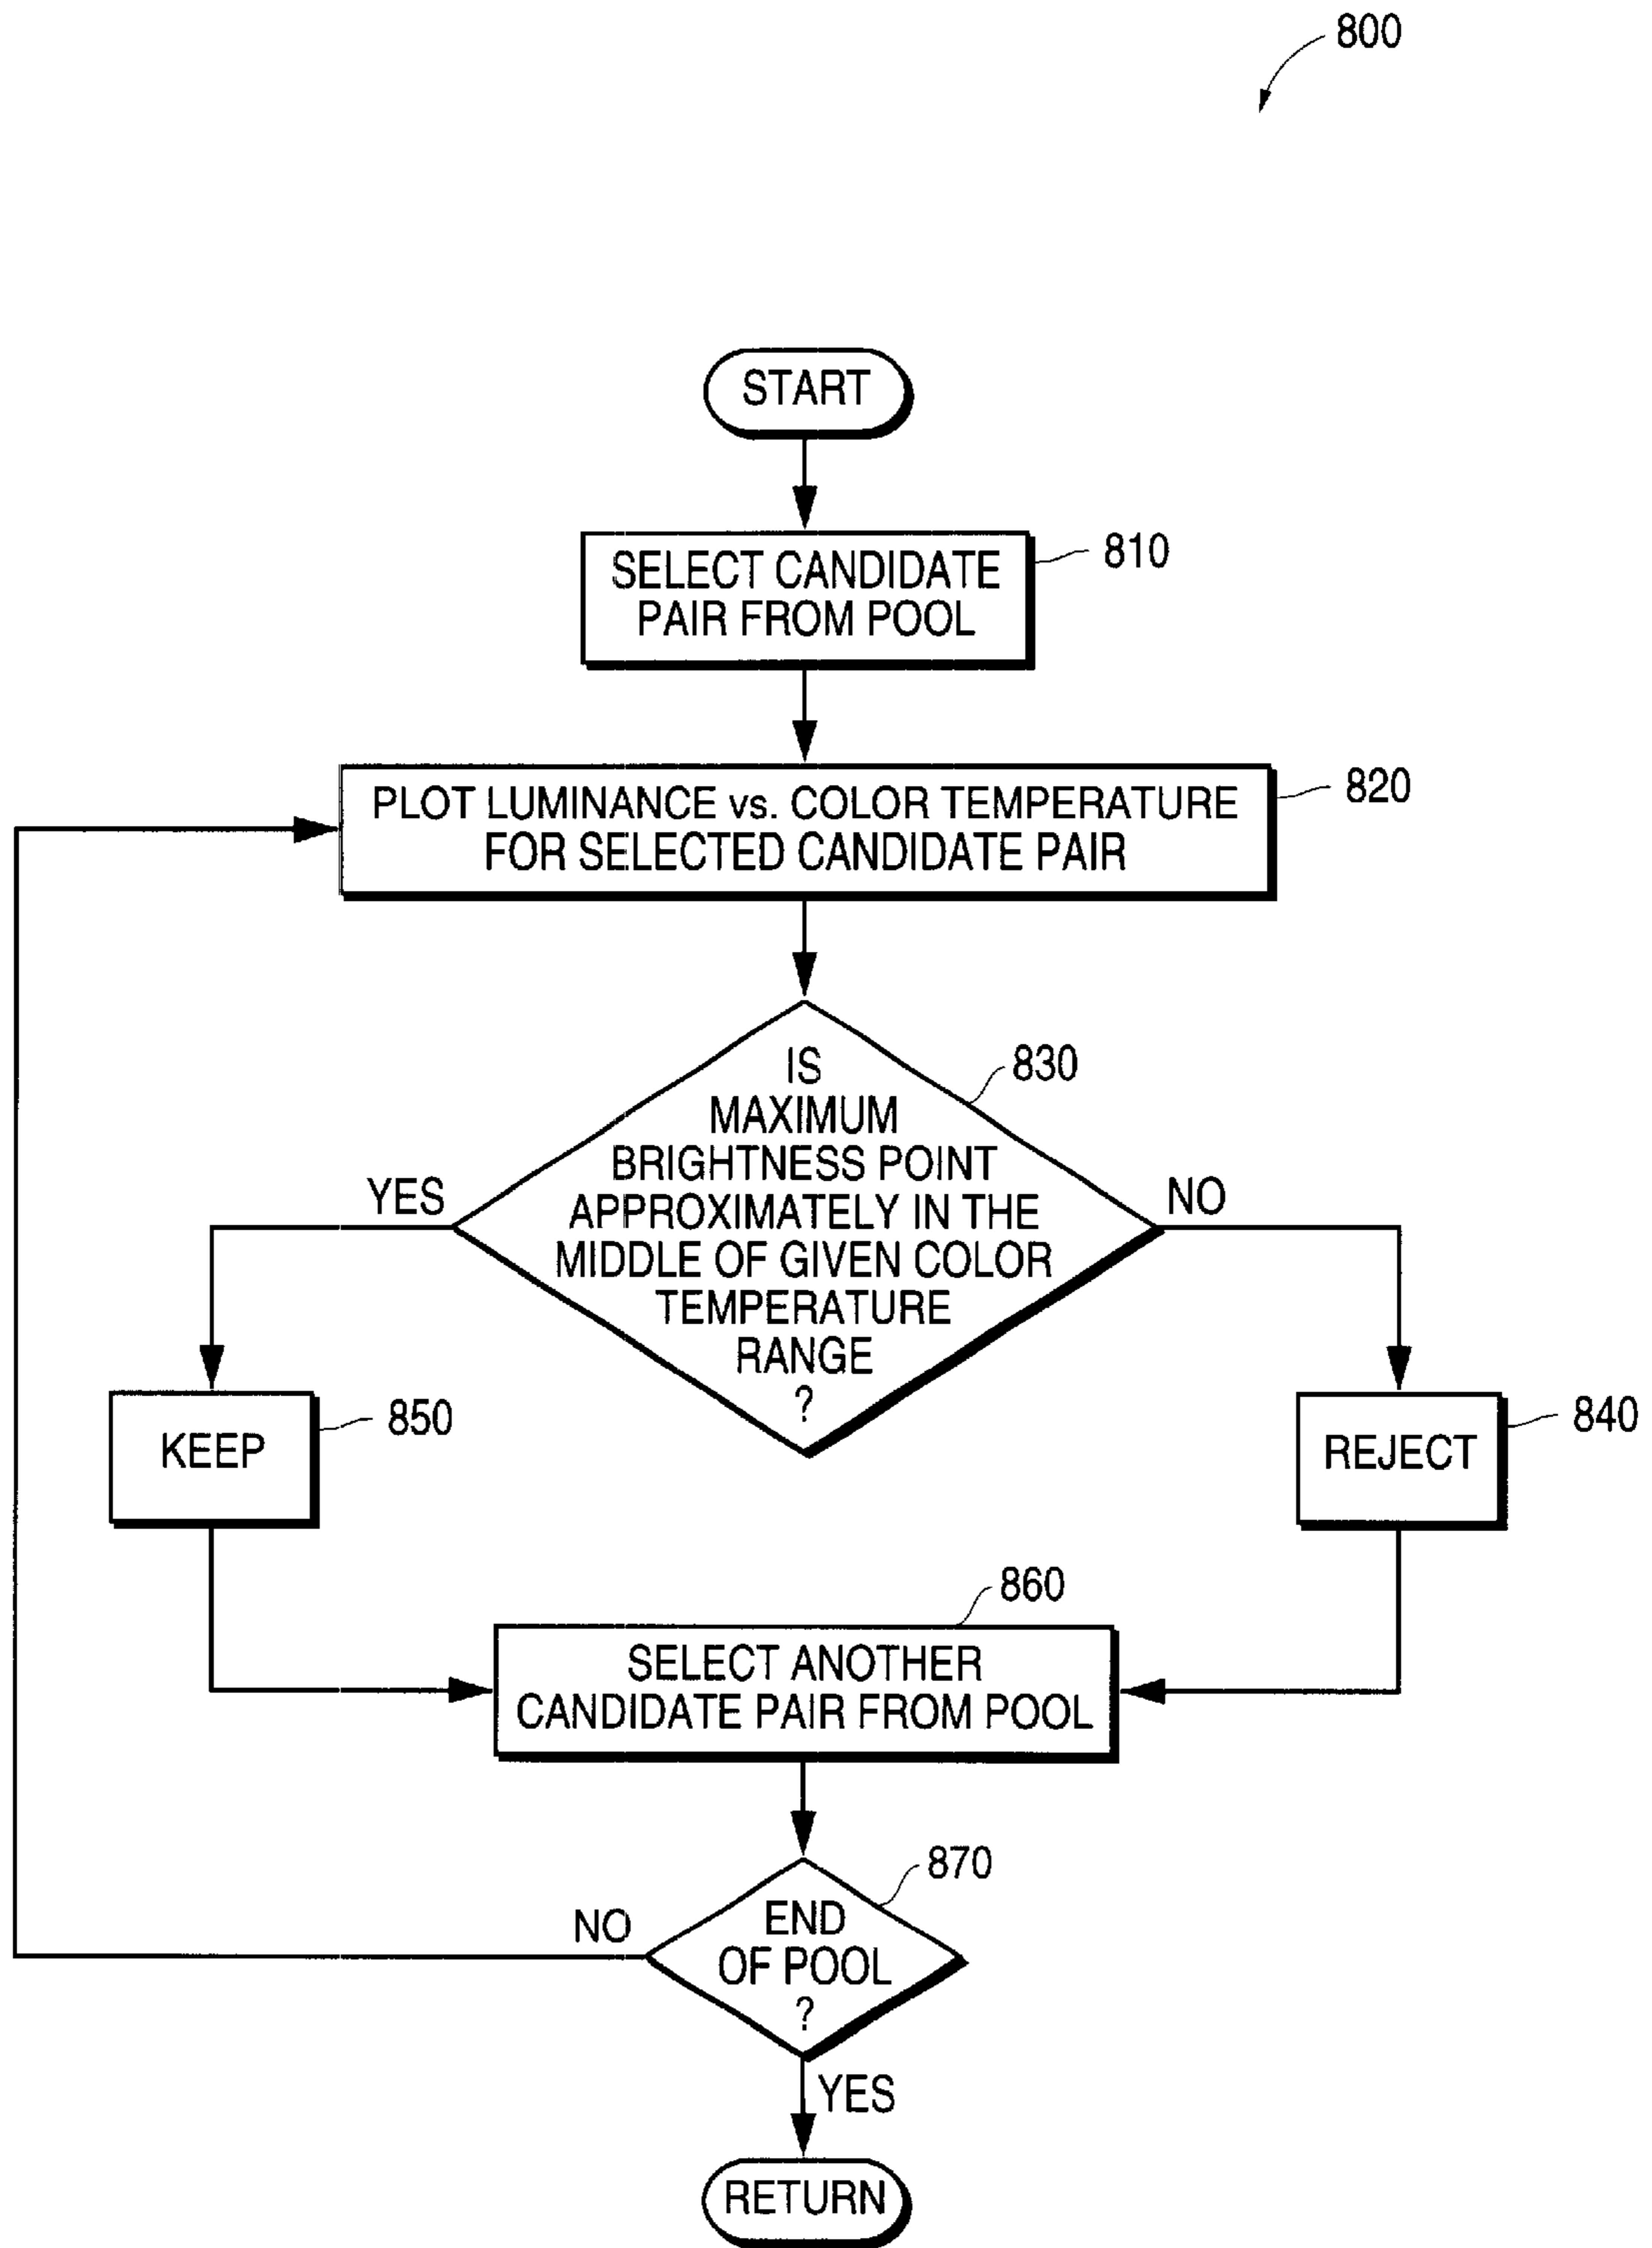 800
START
SELECT CANDIDATE
PAIR FROM POOL
810
PLOT LUMINANCE vs. COLOR TEMPERATURE
FOR SELECTED CANDIDATE PAIR
820
IS
MAXIMUM
BRIGHTNESS POINT
APPROXIMATELY IN THE
MIDDLE OF GIVEN COLOR
TEMPERATURE
RANGE
?
830
YES
NO
KEEP
850
REJECT
840
SELECT ANOTHER
CANDIDATE PAIR FROM POOL
860
END
OF POOL
?
870
NO
YES
RETURN